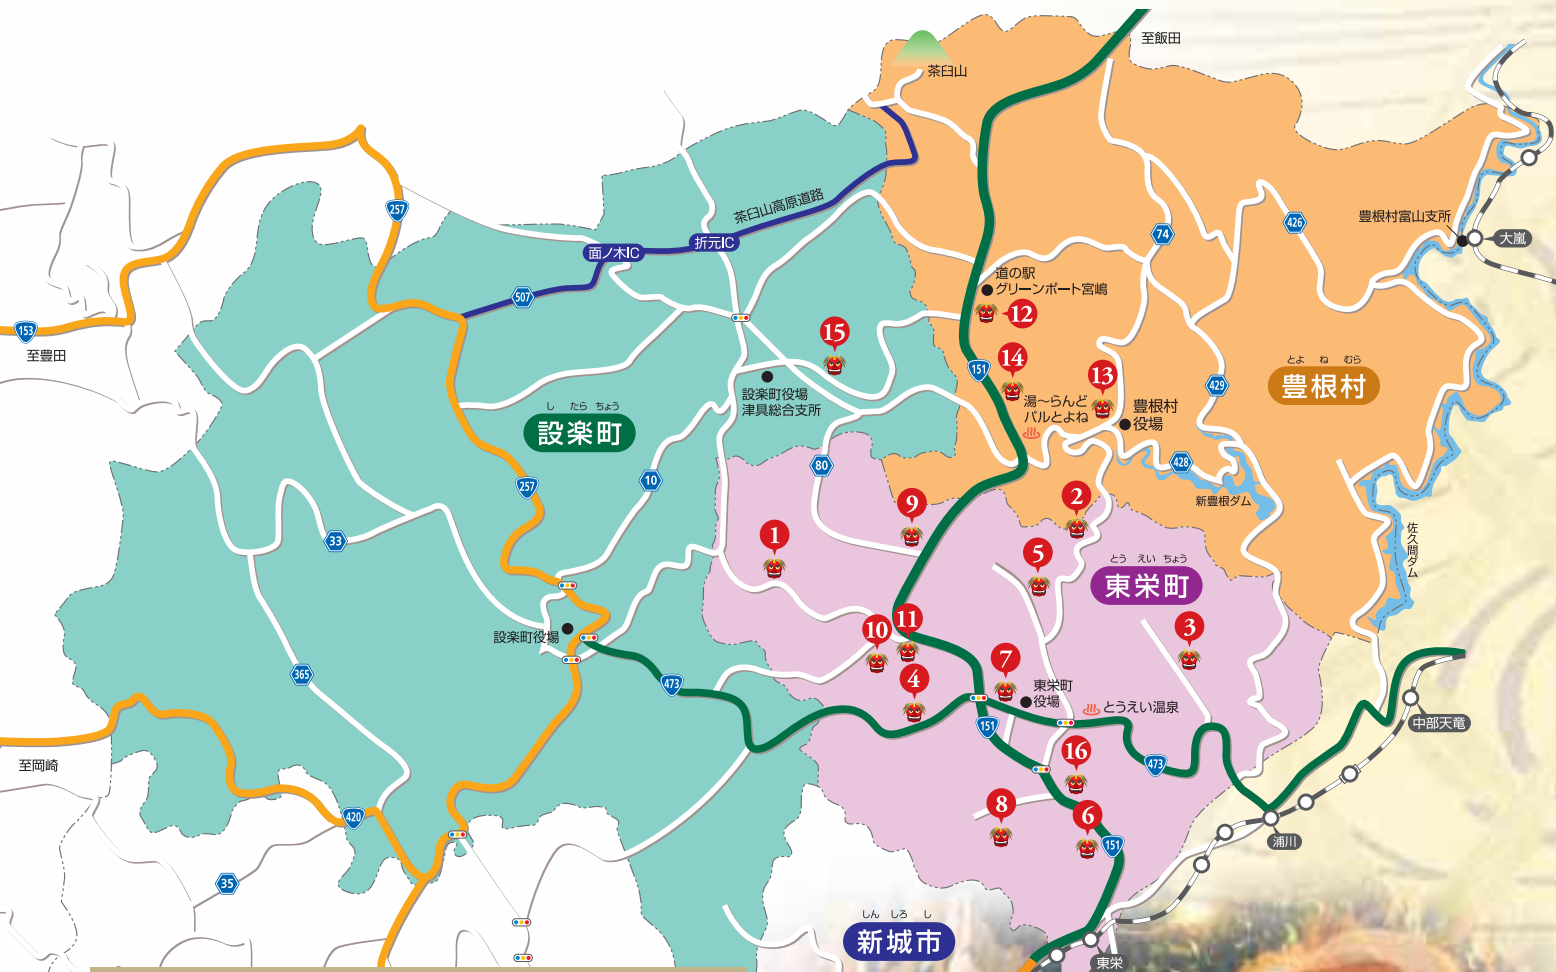 至飯田
茶臼山
257
茶臼山高原道路
折元IC
面ノ木IC
507
153
至豊田
74
426
豊根村富山支所
大嵐
道の駅
グリーンポート宮嶋
12
15
151
14
13
429
とよ ね むら
豊根村
設楽町役場
津具総合支所
湯～らんど
パルとよね
豊根村
役場
し たら ちょう
設楽町
80
428
10
257
新豊根ダム
2
9
佐久間ダム
33
1
5
とう えい ちょう
東栄町
設楽町役場
10
11
3
365
473
4
7
東栄町
役場
とうえい温泉
151
中部天竜
至岡崎
16
473
420
8
6
151
浦川
35
しん しろ し
新城市
東栄